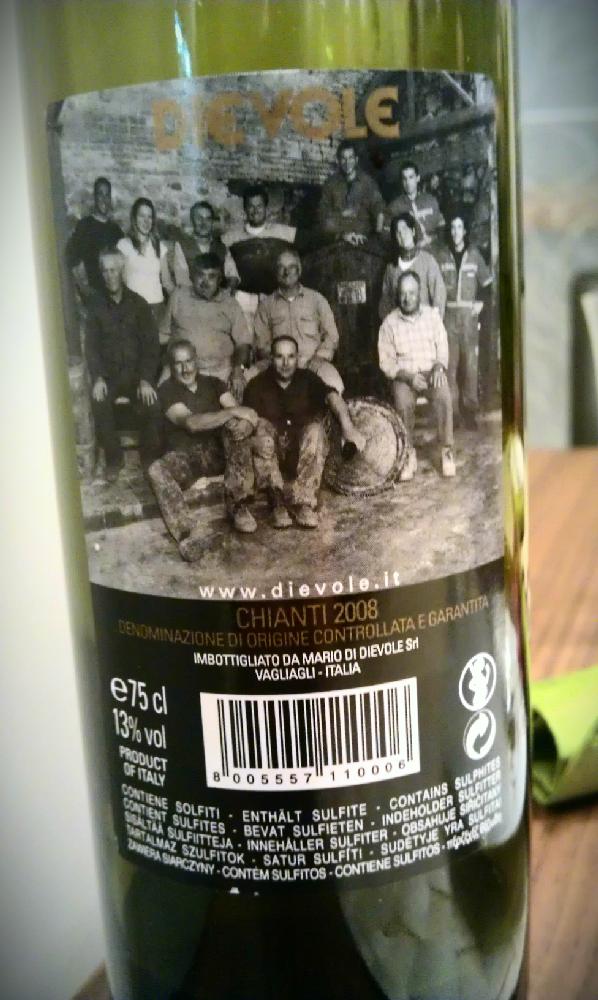 DIEVOLE
www.dievole.it
CHIANTI 2008
DENOMINAZIONE DI ORIGINE CONTROLLATA E GARANTITA
IMBOTTIGLIATO DA MARIO DI DIEVOLE Srl
VAGLIAGLI - ITALIA
e 75 cl
13% vol
PRODUCT
OF ITALY
8 005557 110006
CONTIENE SOLFITI · ENTHÄLT SULFITE · CONTAINS SULPHITES
CONTIENT SULFITES · BEVAT SULFIETEN · INDEHOLDER SULFITTER
SISÄLTÄÄ SULFIITTEJA · INNEHÅLLER SULFITER · OBSAHUJE SIŘIČITANY
TARTALMAZ SZULFITOK · SATUR SULFĪTI · SUDĖTYJE YRA SULFITAI
ZAWIERA SIARCZYNY · CONTÉM SULFITOS · CONTIENE SULFITOS ·